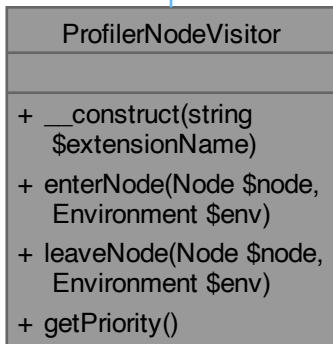 ProfilerNodeVisitor
+ __construct(string
$extensionName)
+ enterNode(Node $node,
Environment $env)
+ leaveNode(Node $node,
Environment $env)
+ getPriority()